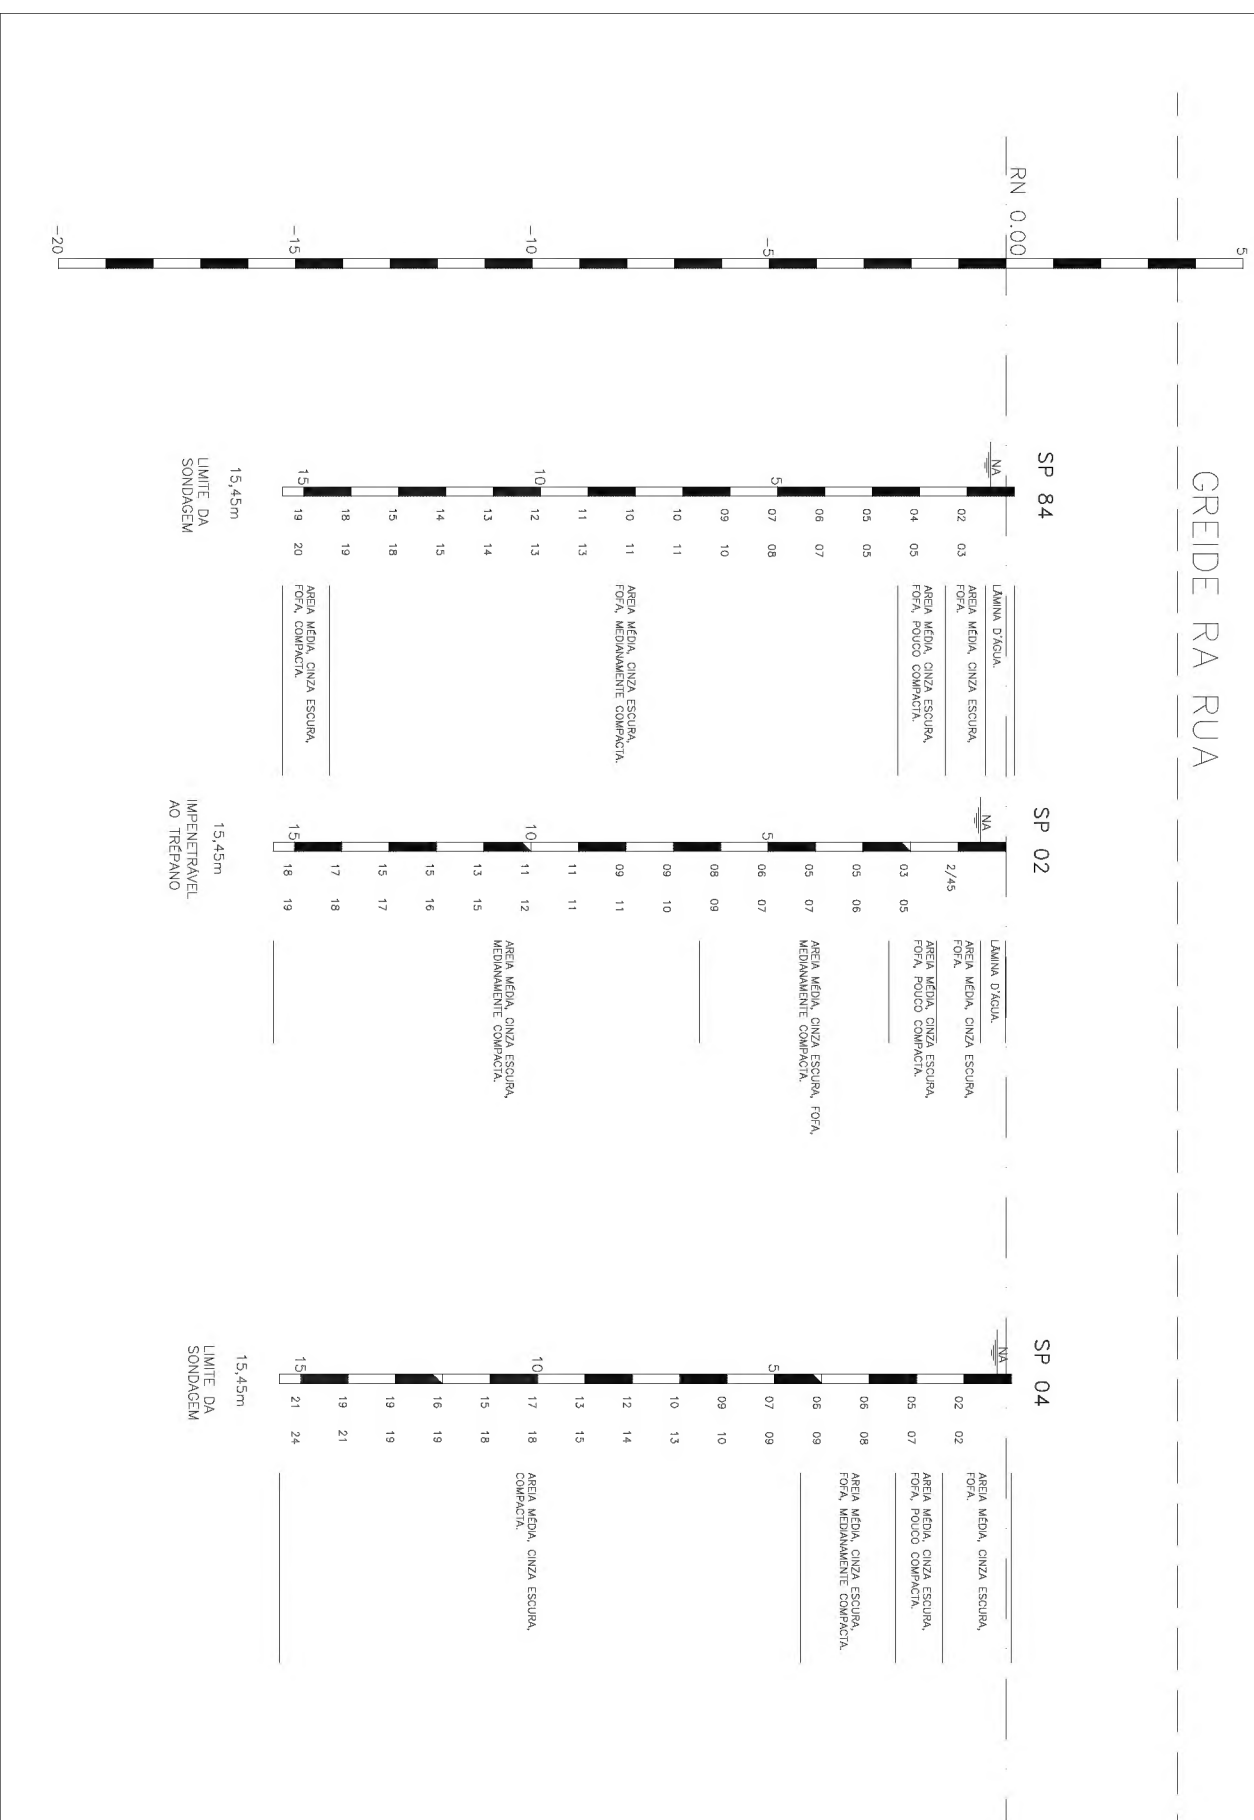 GREIDE RA RUA
5
RN 0.00
-5
-10
-15
-20
SP 84
NA
5
10
15
02 03
04 05
05 05
06 07
07 08
09 10
10 11
10 11
11 13
12 13
13 14
14 15
15 18
18 19
19 20
LÂMINA D'ÁGUA.
AREIA MÉDIA, CINZA ESCURA,
FOFA.
AREIA MÉDIA, CINZA ESCURA,
FOFA, POUCO COMPACTA.
AREIA MÉDIA, CINZA ESCURA,
FOFA, MEDIANAMENTE COMPACTA.
AREIA MÉDIA, CINZA ESCURA,
FOFA, COMPACTA.
15,45m
LIMITE DA
SONDAGEM
SP 02
NA
5
10
15
2/45
03 05
05 06
05 07
06 07
08 09
09 10
09 11
11 11
11 12
13 15
15 16
15 17
17 18
18 19
LÂMINA D'ÁGUA.
AREIA MÉDIA, CINZA ESCURA,
FOFA.
AREIA MÉDIA, CINZA ESCURA,
FOFA, POUCO COMPACTA.
AREIA MÉDIA, CINZA ESCURA, FOFA,
MEDIANAMENTE COMPACTA.
AREIA MÉDIA, CINZA ESCURA,
MEDIANAMENTE COMPACTA.
15,45m
IMPENETRÁVEL
AO TRÉPANO
SP 04
NA
5
10
15
02 02
05 07
06 08
06 09
07 09
09 10
10 13
12 14
13 15
17 18
15 18
16 19
19 19
19 21
21 24
AREIA MÉDIA, CINZA ESCURA,
FOFA.
AREIA MÉDIA, CINZA ESCURA,
FOFA, POUCO COMPACTA.
AREIA MÉDIA, CINZA ESCURA,
FOFA, MEDIANAMENTE COMPACTA.
AREIA MÉDIA, CINZA ESCURA,
COMPACTA.
15,45m
LIMITE DA
SONDAGEM